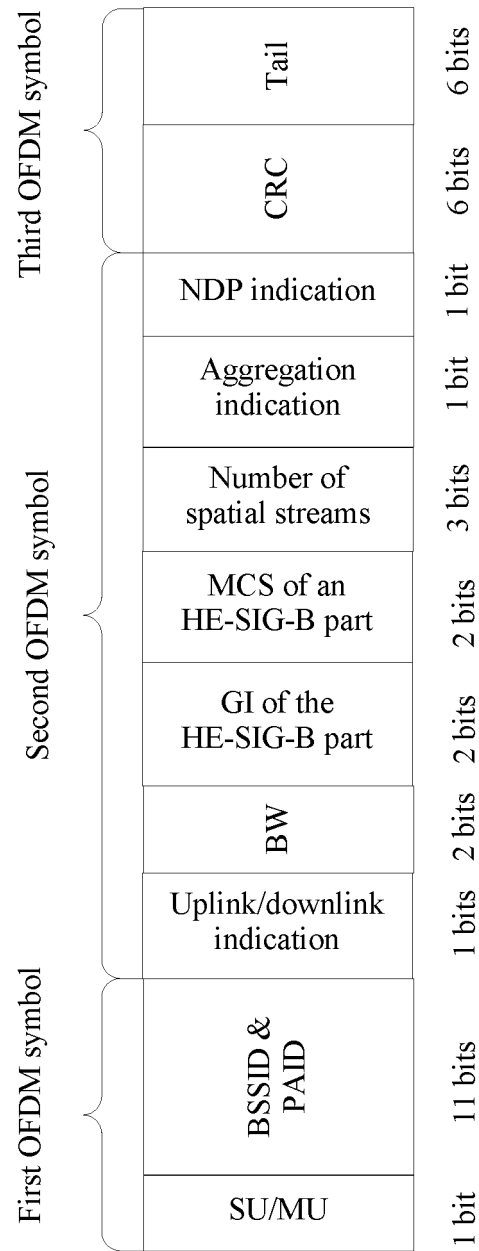 Third OFDM symbol
Tail
6 bits
CRC
6 bits
Second OFDM symbol
NDP indication
1 bit
Aggregation
indication
1 bit
Number of
spatial streams
3 bits
MCS of an
HE-SIG-B part
2 bits
GI of the
HE-SIG-B part
2 bits
BW
2 bits
Uplink/downlink
indication
1 bits
First OFDM symbol
BSSID &
PAID
11 bits
SU/MU
1 bit